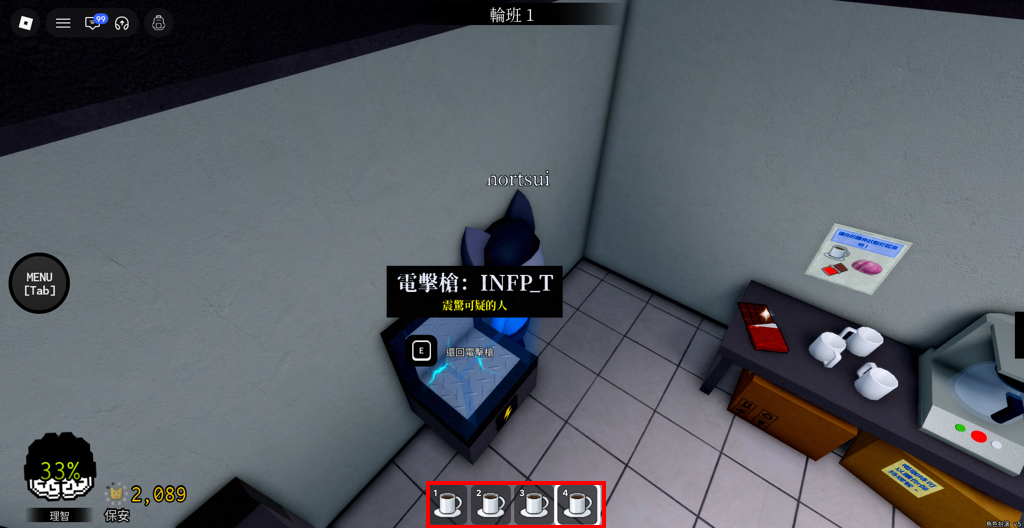 99
輪班 1
nortsui
電擊槍: INFP_T
震驚可疑的人
E
還回電擊槍
MENU
[Tab]
33%
理智
2,089
保安
1
2
3
4